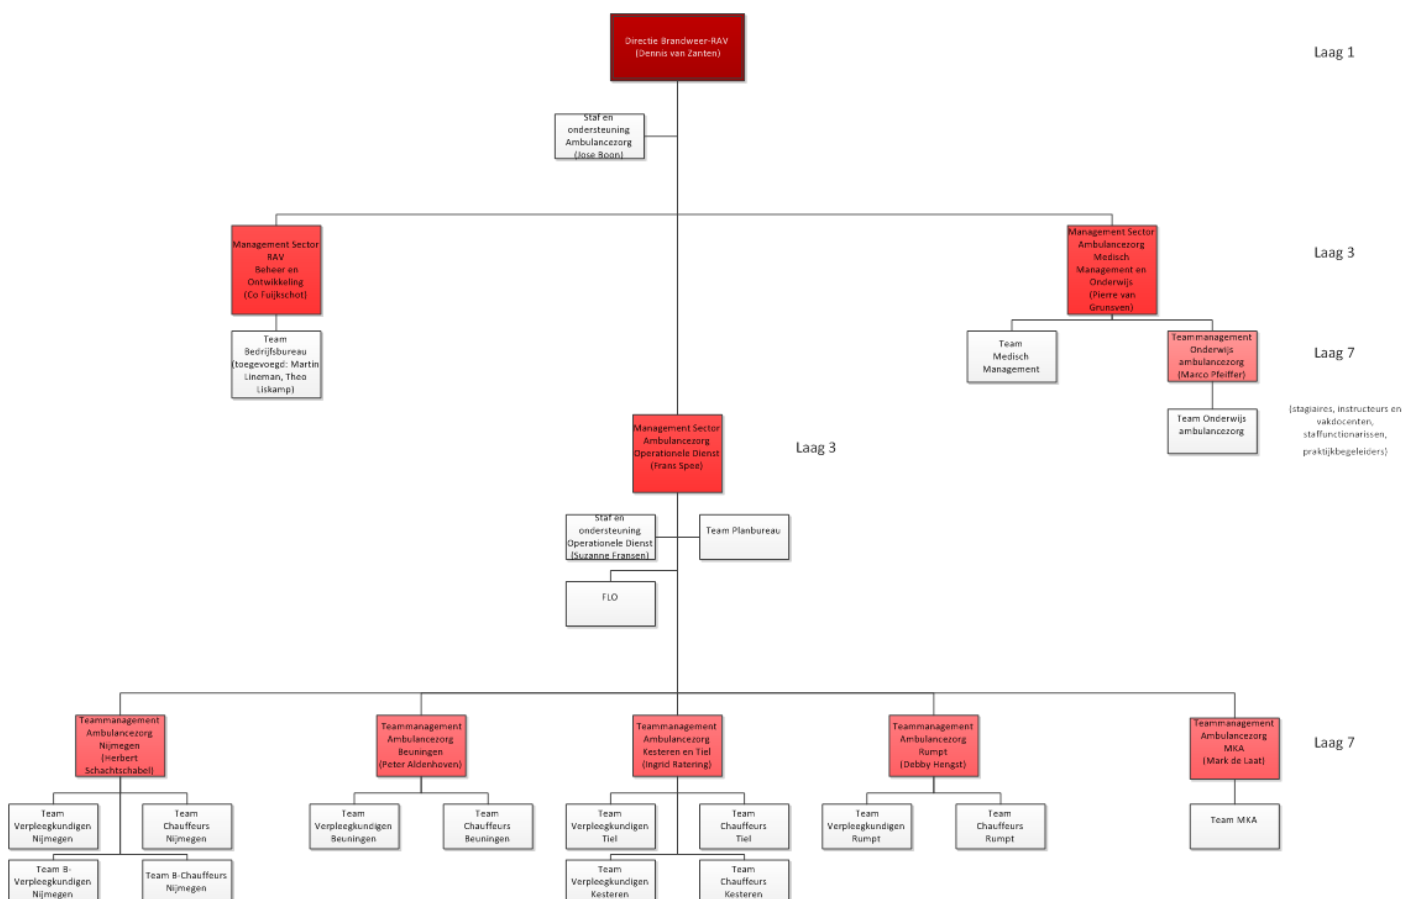 Directie Brandweer-RAV
(Dennis van Zanten)
Laag 1
Staf en
ondersteuning
Ambulancezorg
(Jose Boon)
Management Sector
RAV
Beheer en
Ontwikkeling
(Co Fuijkschot)
Management Sector
Ambulancezorg
Medisch
Management en
Onderwijs
(Pierre van
Grunsven)
Laag 3
Team
Bedrijfsbureau
(toegevoegd: Martin
Lineman, Theo
Liskamp)
Team
Medisch
Management
Teammanagement
Onderwijs
ambulancezorg
(Marco Pfeiffer)
Laag 7
Team Onderwijs
ambulancezorg
(stagiaires, instructeurs en
vakdocenten,
staffunctionarissen,
praktijkbegeleiders)
Management Sector
Ambulancezorg
Operationele Dienst
(Frans Spee)
Laag 3
Staf en
ondersteuning
Operationele Dienst
(Suzanne Fransen)
Team Planbureau
FLO
Teammanagement
Ambulancezorg
Nijmegen
(Herbert
Schachtschabel)
Teammanagement
Ambulancezorg
Beuningen
(Peter Aldenhoven)
Teammanagement
Ambulancezorg
Kesteren en Tiel
(Ingrid Ratering)
Teammanagement
Ambulancezorg
Rumpt
(Debby Hengst)
Teammanagement
Ambulancezorg
MKA
(Mark de Laat)
Laag 7
Team
Verpleegkundigen
Nijmegen
Team
Chauffeurs
Nijmegen
Team
Verpleegkundigen
Beuningen
Team
Chauffeurs
Beuningen
Team
Verpleegkundigen
Tiel
Team
Chauffeurs
Tiel
Team
Verpleegkundigen
Rumpt
Team
Chauffeurs
Rumpt
Team MKA
Team B-
Verpleegkundigen
Nijmegen
Team B-Chauffeurs
Nijmegen
Team
Verpleegkundigen
Kesteren
Team
Chauffeurs
Kesteren